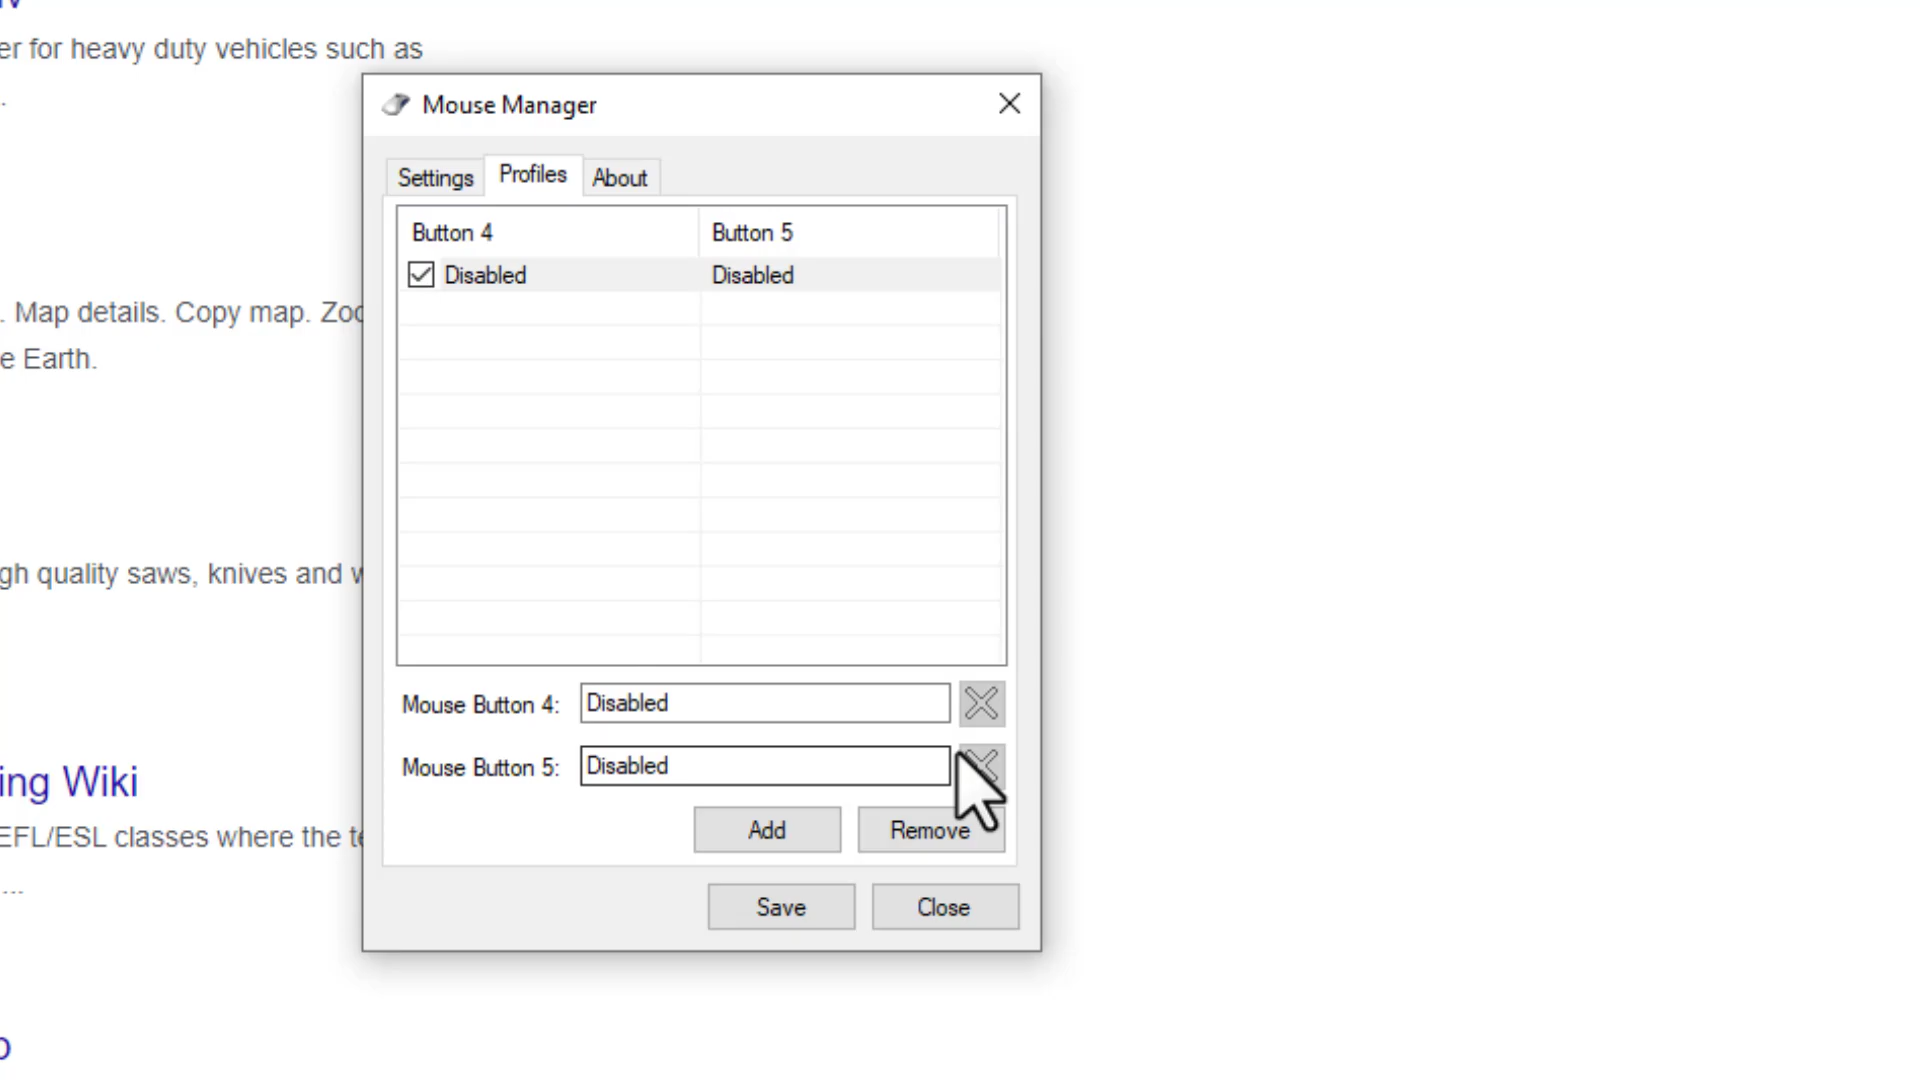 er for heavy duty vehicles such as
.
Mouse Manager
Settings Profiles About
Button 4 Button 5
Disabled Disabled
. Map details. Copy map.
e Earth.
gh quality saws, knives and
Mouse Button 4: Disabled
Mouse Button 5: Disabled
ing Wiki
EFL/ESL classes where the
...
Add Remove
Save Close